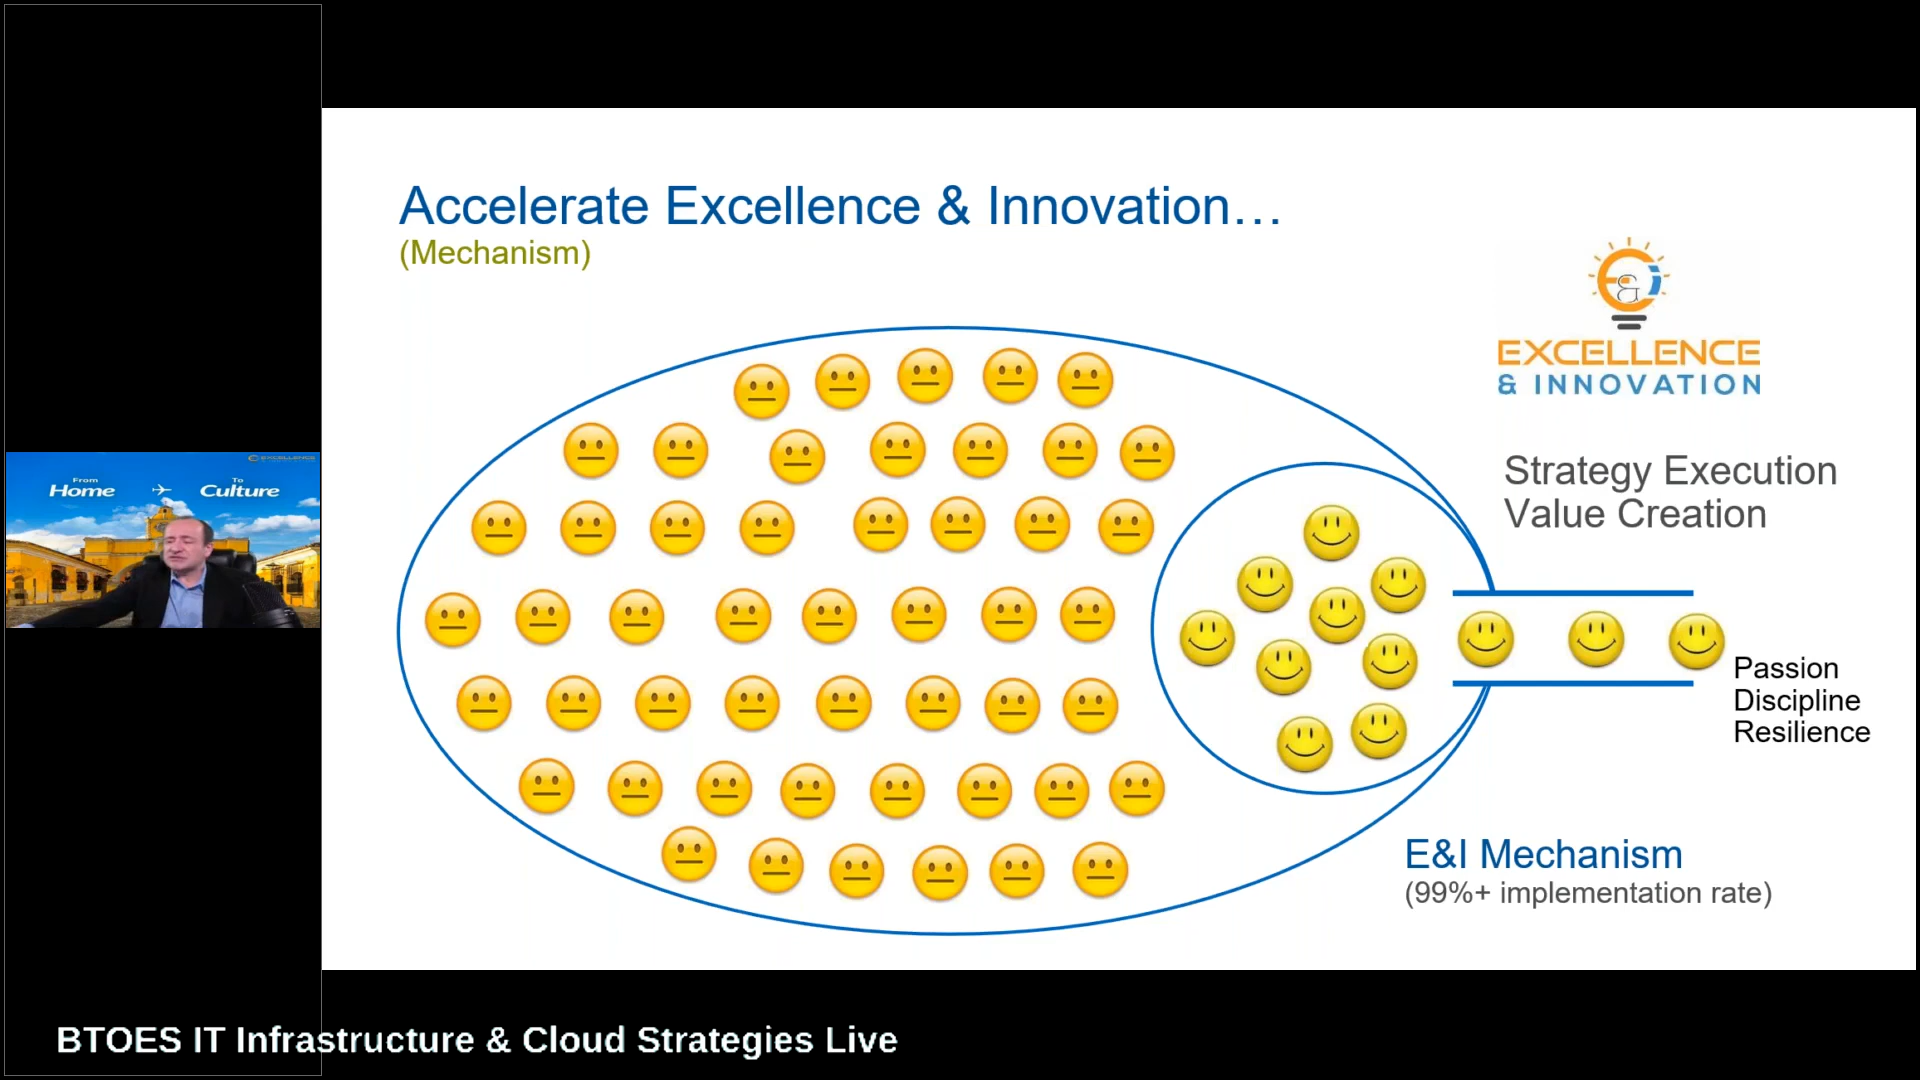 Accelerate Excellence & Innovation…
(Mechanism)
EXCELLENCE
& INNOVATION
Strategy Execution
Value Creation
Passion
Discipline
Resilience
E&I Mechanism
(99%+ implementation rate)
From
Home
To
Culture
EXCELLENCE
BTOES IT Infrastructure & Cloud Strategies Live